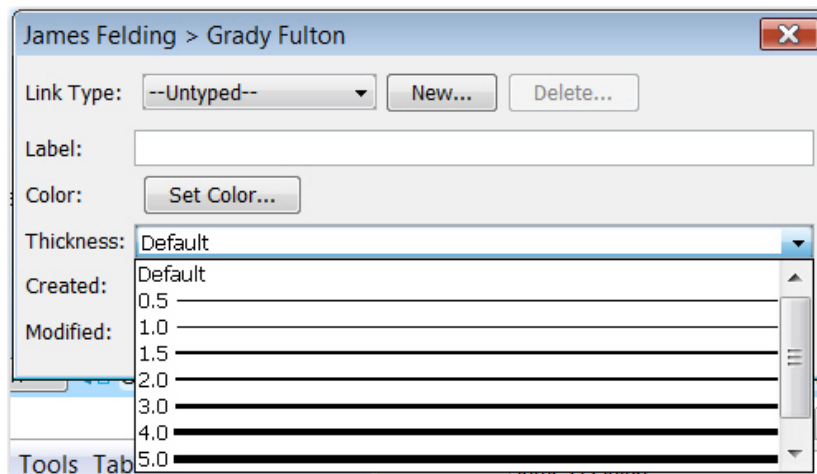 James Felding > Grady Fulton
Link Type: --Untyped-- New... Delete...
Label:
Color: Set Color...
Thickness: Default
Default
Created:
0.5
1.0
Modified:
1.5
2.0
3.0
4.0
Tools Tab 5.0